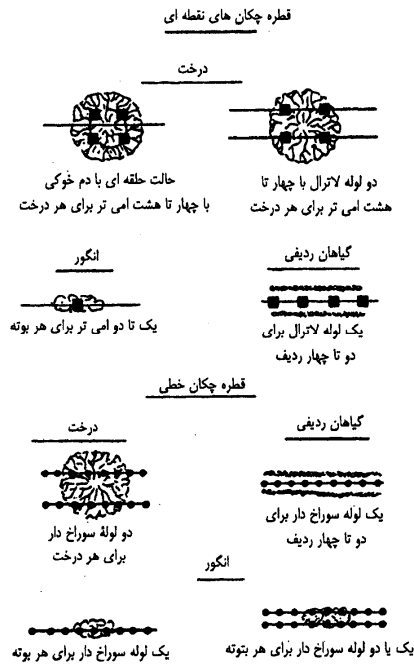 قطره چکان های نقطه ای
درخت
دو لوله لاترال با چهار تا
هشت امی تر برای هر درخت
حالت حلقه ای با دم خوکی
با چهار تا هشت امی تر برای هر درخت
گیاهان ردیفی
انگور
یک لوله لاترال برای
دو تا چهار ردیف
یک تا دو امی تر برای هر بوته
قطره چکان خطی
گیاهان ردیفی
درخت
یک لوله سوراخ دار برای
دو تا چهار ردیف
دو لولهٔ سوراخ دار
برای هر درخت
انگور
یک یا دو لوله سوراخ دار برای هر بتوته
یک لوله سوراخ دار برای هر بوته